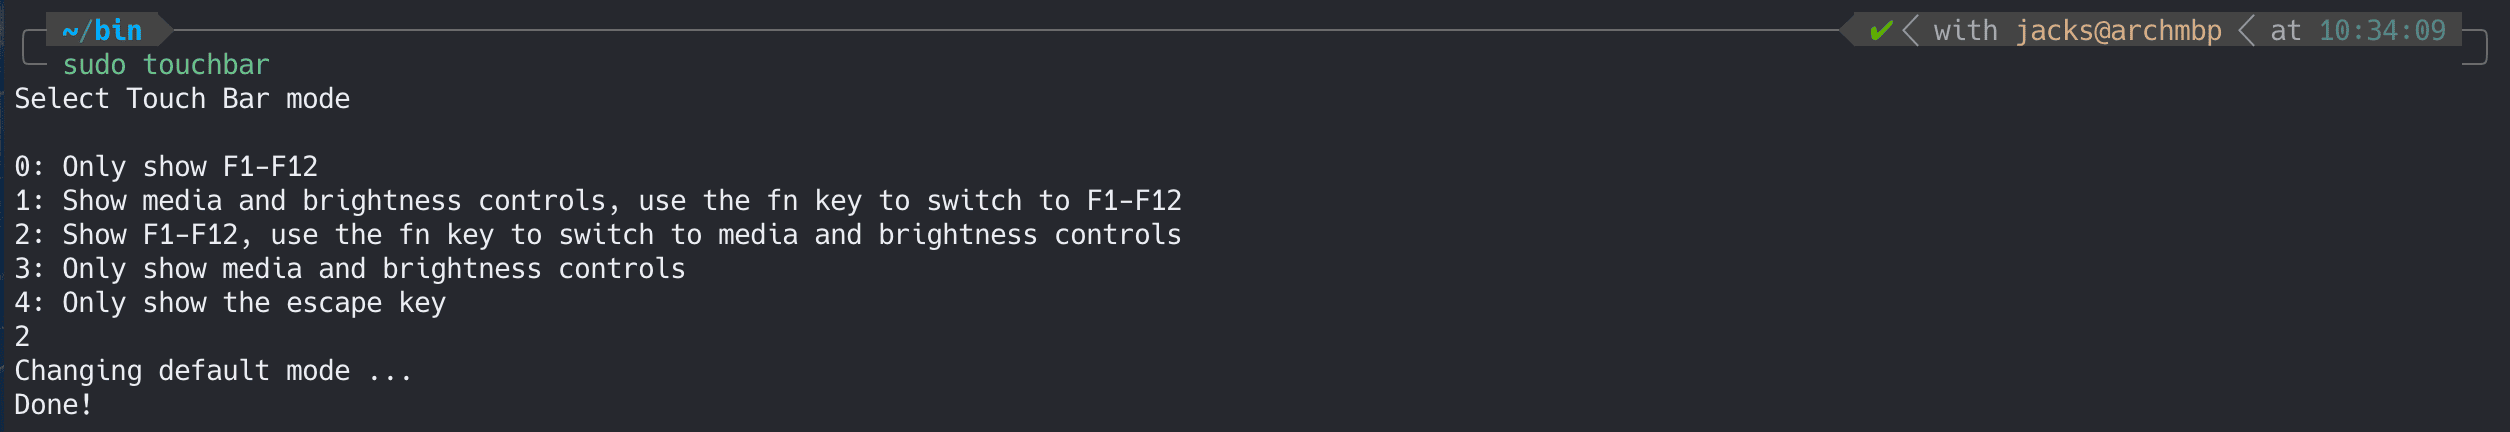 ~/bin ✔ with jacks@archmbp at 10:34:09
sudo touchbar
Select Touch Bar mode
0: Only show F1-F12
1: Show media and brightness controls, use the fn key to switch to F1-F12
2: Show F1-F12, use the fn key to switch to media and brightness controls
3: Only show media and brightness controls
4: Only show the escape key
2
Changing default mode ...
Done!